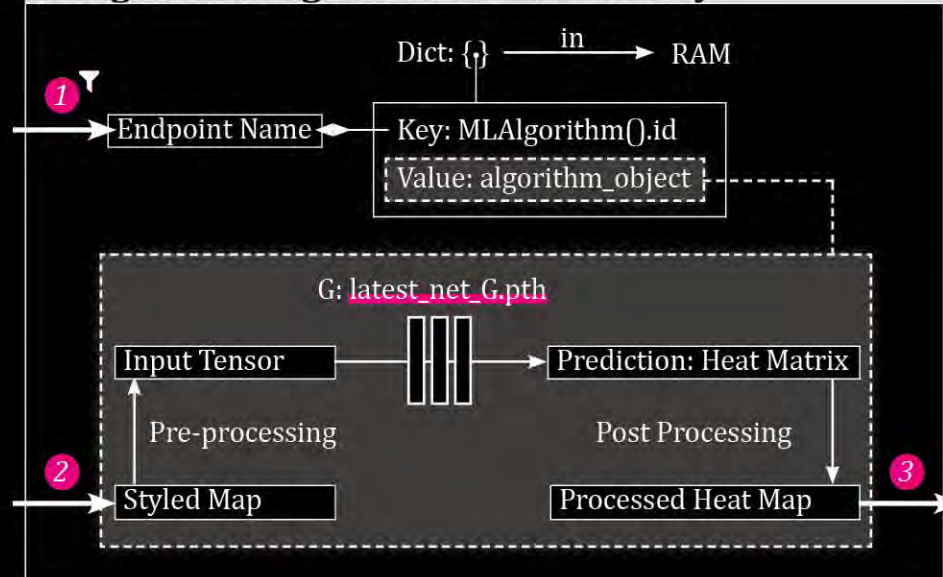 Dict: {·} in RAM
1
Endpoint Name
Key: MLAlgorithm().id
Value: algorithm_object
G: latest_net_G.pth
Input Tensor
Prediction: Heat Matrix
Pre-processing
Post Processing
2
Styled Map
Processed Heat Map
3